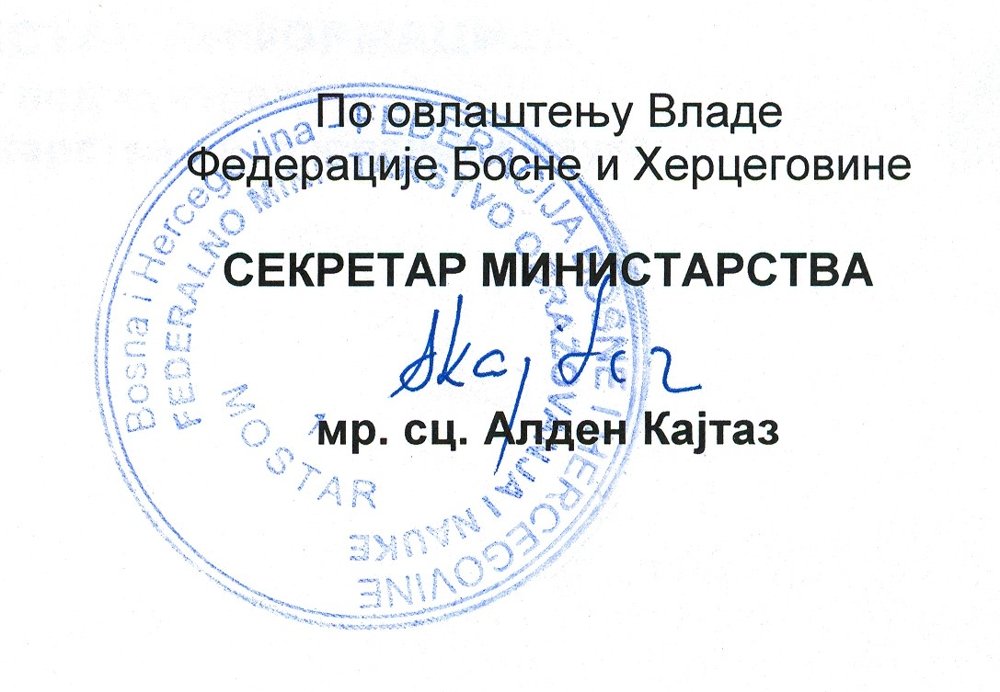 По овлаштењу Владе
Федерације Босне и Херцеговине
СЕКРЕТАР МИНИСТАРСТВА
мр. сц. Алден Кајтаз
Bosna i Hercegovina - FEDERACIJA BOSNE I HERCEGOVINE
FEDERALNO MINISTARSTVO OBRAZOVANJA I NAUKE
1
MOSTAR